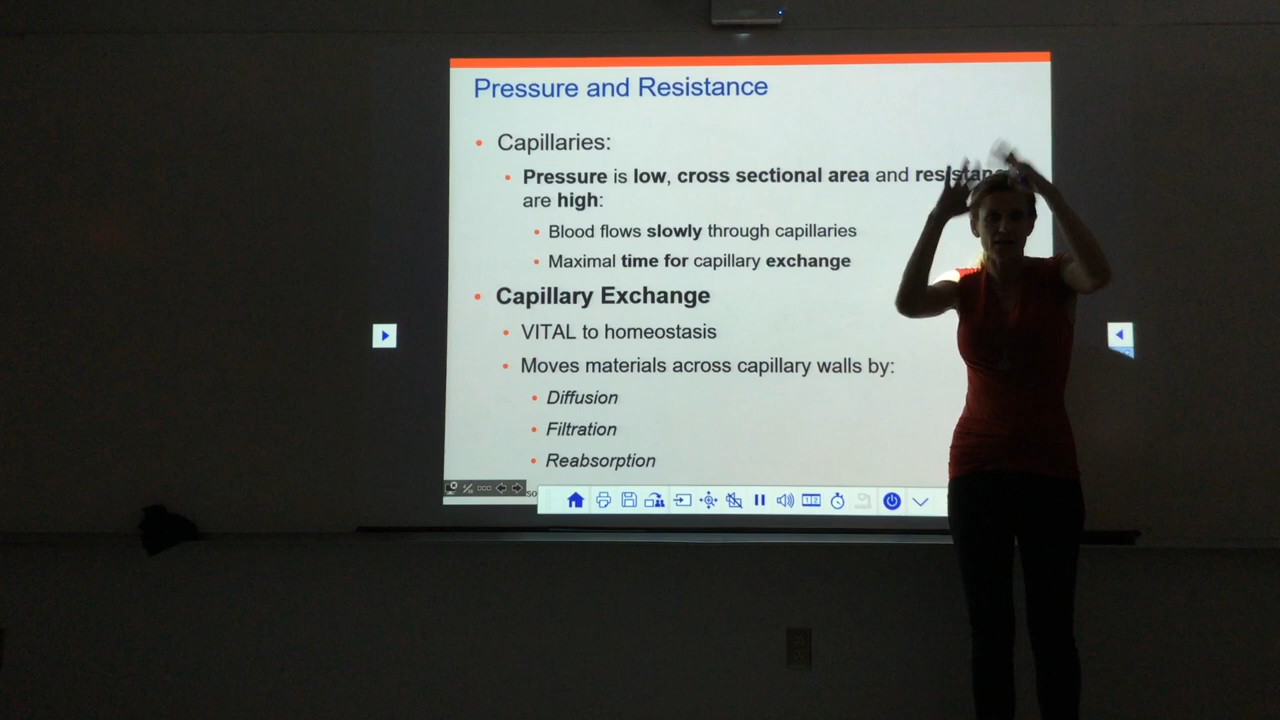 Pressure and Resistance
• Capillaries:
• Pressure is low, cross sectional area and resistance
are high:
• Blood flows slowly through capillaries
• Maximal time for capillary exchange
• Capillary Exchange
• VITAL to homeostasis
• Moves materials across capillary walls by:
• Diffusion
• Filtration
• Reabsorption
so